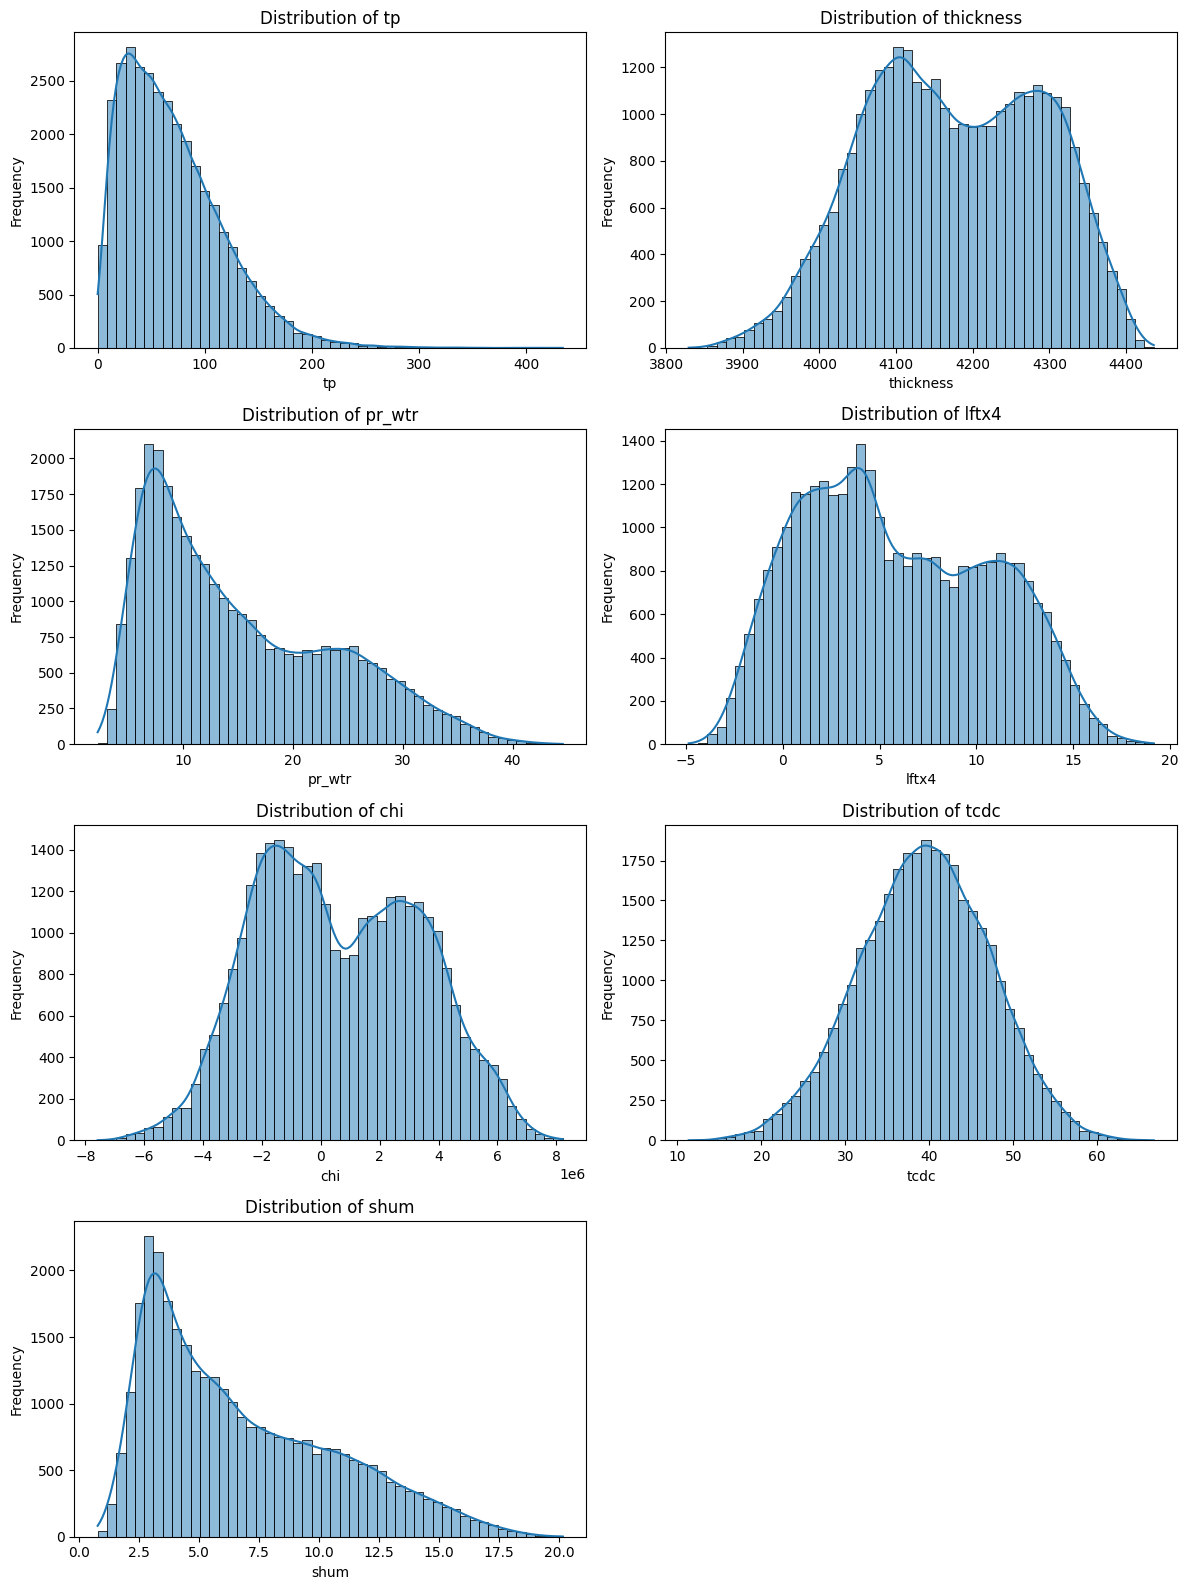 Distribution of tp
Frequency
2500
2000
1500
1000
500
0
0 100 200 300 400
tp
Distribution of thickness
Frequency
1200
1000
800
600
400
200
0
3800 3900 4000 4100 4200 4300 4400
thickness
Distribution of pr_wtr
Frequency
2000
1750
1500
1250
1000
750
500
250
0
10 20 30 40
pr_wtr
Distribution of lftx4
Frequency
1400
1200
1000
800
600
400
200
0
−5 0 5 10 15 20
lftx4
Distribution of chi
Frequency
1400
1200
1000
800
600
400
200
0
−8 −6 −4 −2 0 2 4 6 8
1e6
chi
Distribution of tcdc
Frequency
1750
1500
1250
1000
750
500
250
0
10 20 30 40 50 60
tcdc
Distribution of shum
Frequency
2000
1500
1000
500
0
0.0 2.5 5.0 7.5 10.0 12.5 15.0 17.5 20.0
shum